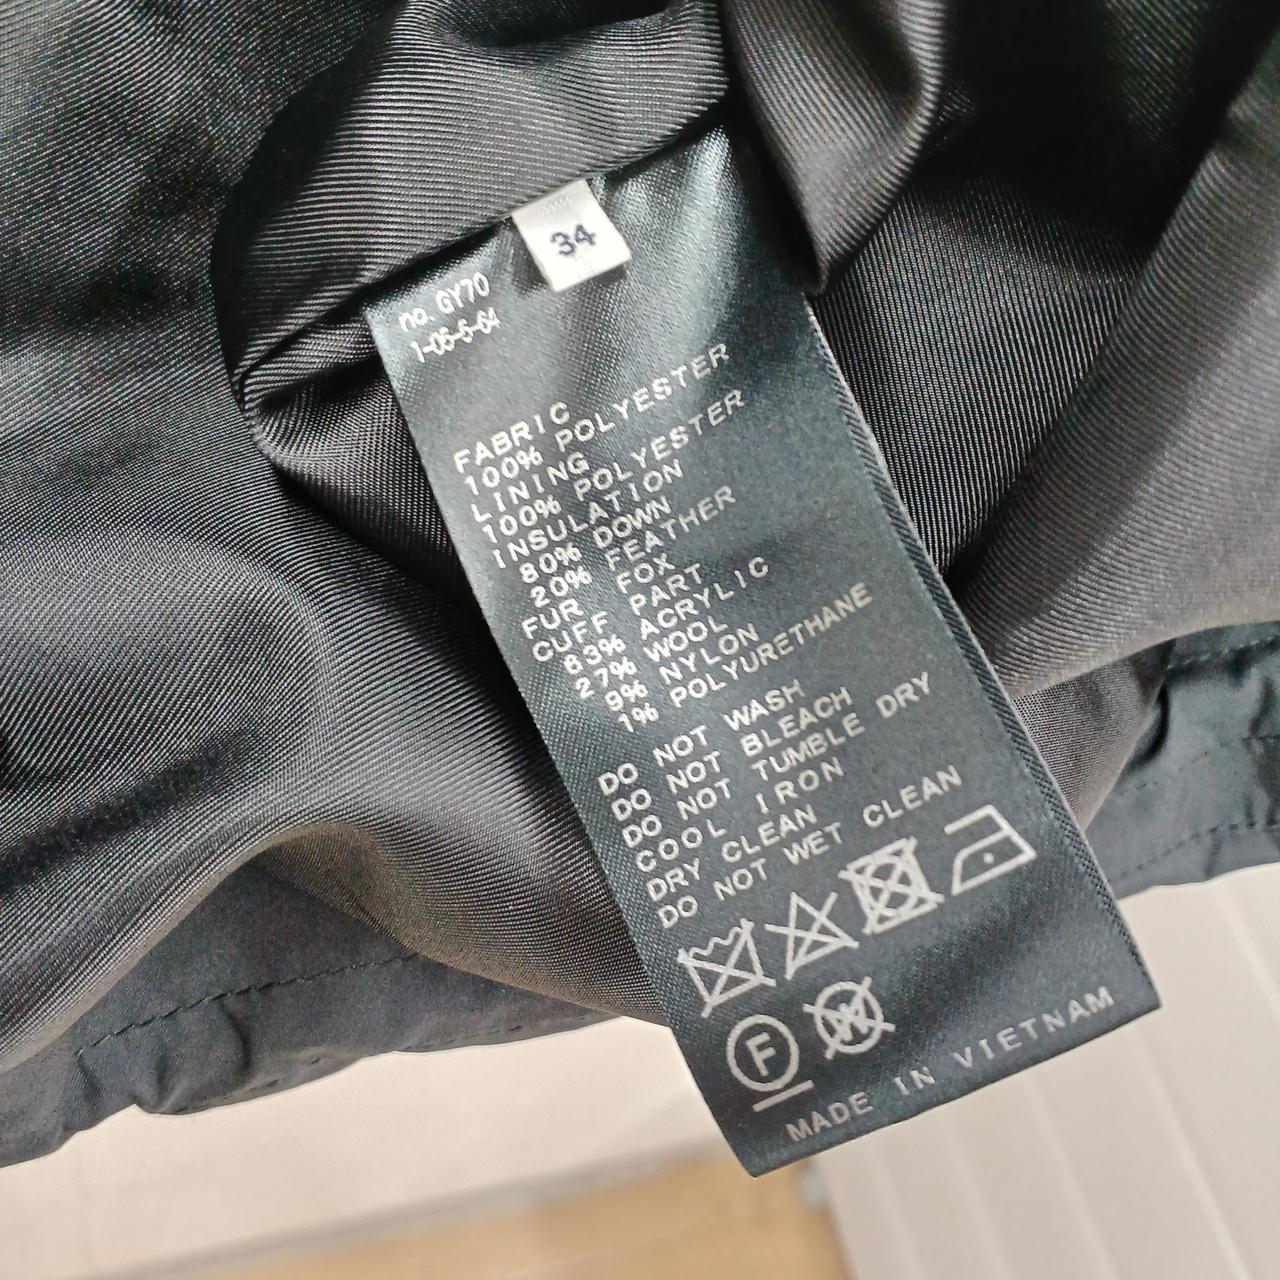 34
no. GY70
1-06-5-64
FABRIC
100% POLYESTER
LINING
100% POLYESTER
INSULATION
80% DOWN
20% FEATHER
FUR FOX
CUFF PART
63% ACRYLIC
27% WOOL
9% NYLON
1% POLYURETHANE
DO NOT WASH
DO NOT BLEACH
DO NOT TUMBLE DRY
COOL IRON
DRY CLEAN
DO NOT WET CLEAN
F W
MADE IN VIETNAM